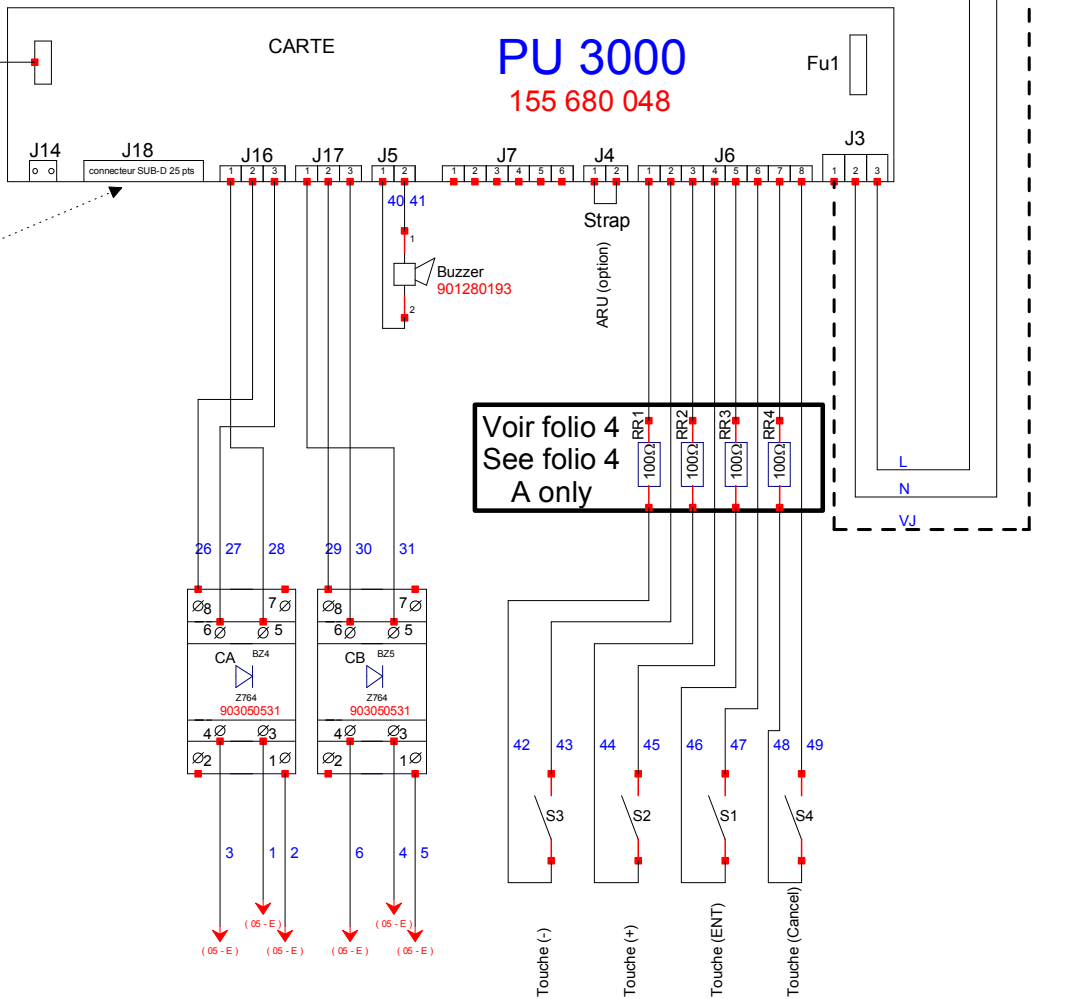 CARTE
PU 3000
155 680 048
Fu1
J14
J18
J16
J17
J5
J7
J4
J6
J3
connecteur SUB-D 25 pts
1 2 3
1 2 3
1 2
1 2 3 4 5 6
1 2
1 2 3 4 5 6 7 8
1 2 3
40 41
Strap
ARU (option)
1
Buzzer
901280193
2
Voir folio 4
See folio 4
A only
RR1
RR2
RR3
RR4
100Ω
100Ω
100Ω
100Ω
L
N
VJ
26 27 28
29 30 31
8 7
6 5
CA BZ4
Z764
903050531
4 3
2 1
8 7
6 5
CB BZ5
Z764
903050531
4 3
2 1
42 43 44 45 46 47 48 49
S3
S2
S1
S4
3 1 2
6 4 5
( 05 - E )
( 05 - E )
( 05 - E )
( 05 - E )
( 05 - E )
( 05 - E )
Touche (-)
Touche (+)
Touche (ENT)
Touche (Cancel)